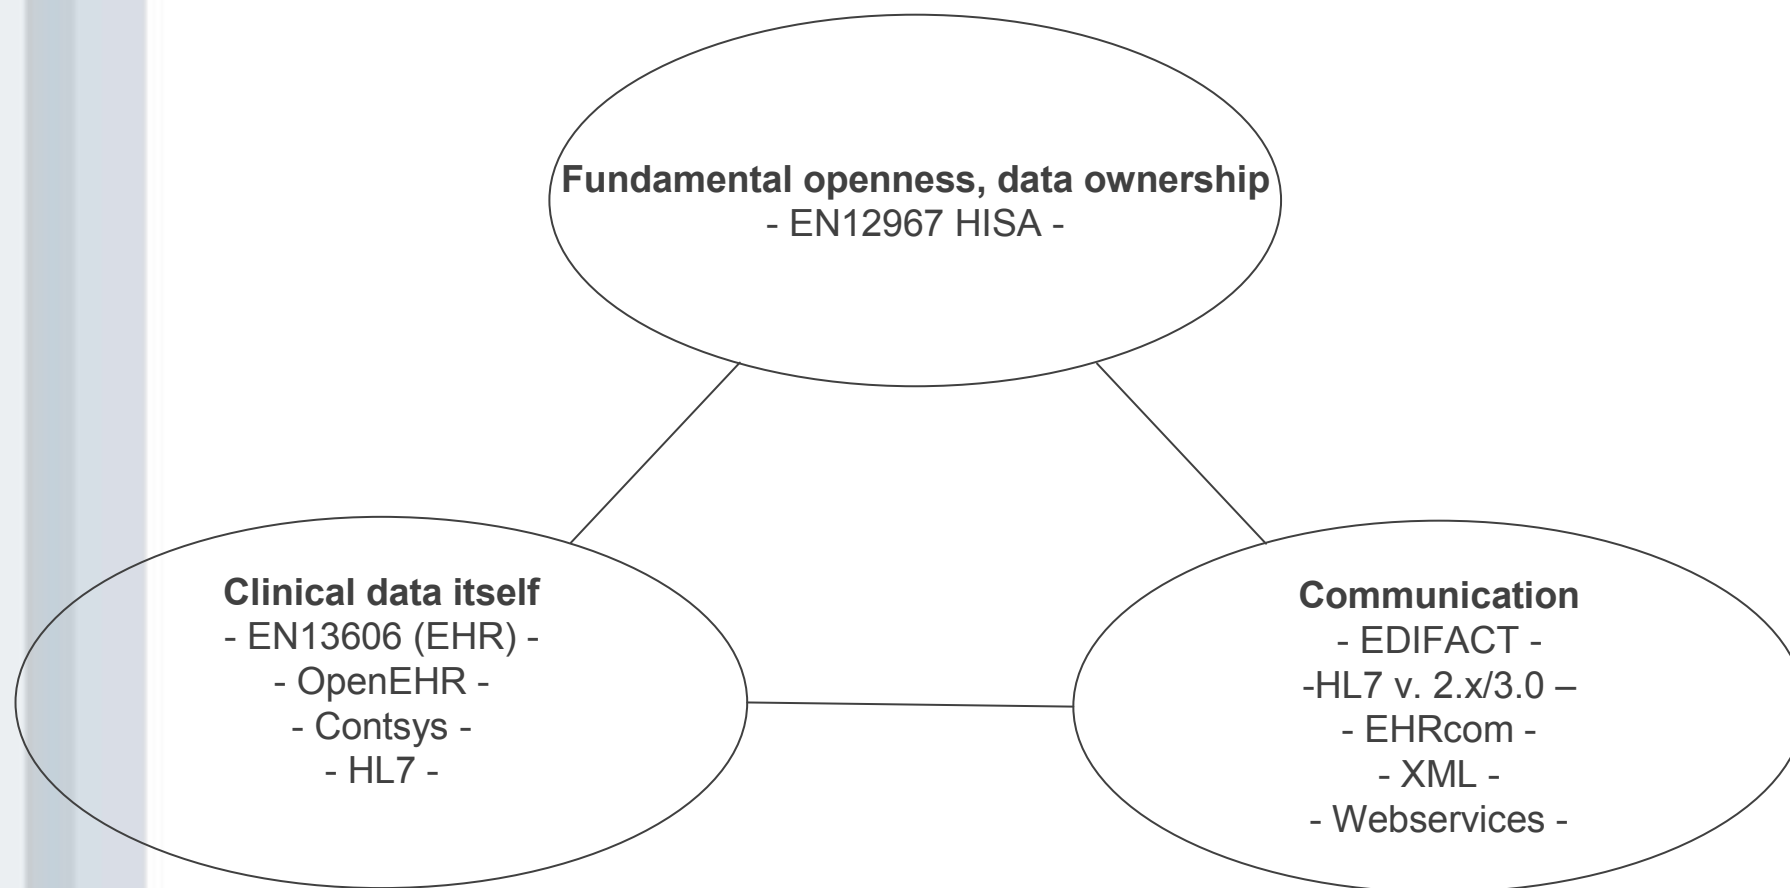 Fundamental openness, data ownership
- EN12967 HISA -
Clinical data itself
- EN13606 (EHR) -
- OpenEHR -
- Contsys -
- HL7 -
Communication
- EDIFACT -
-HL7 v. 2.x/3.0 –
- EHRcom -
- XML -
- Webservices -